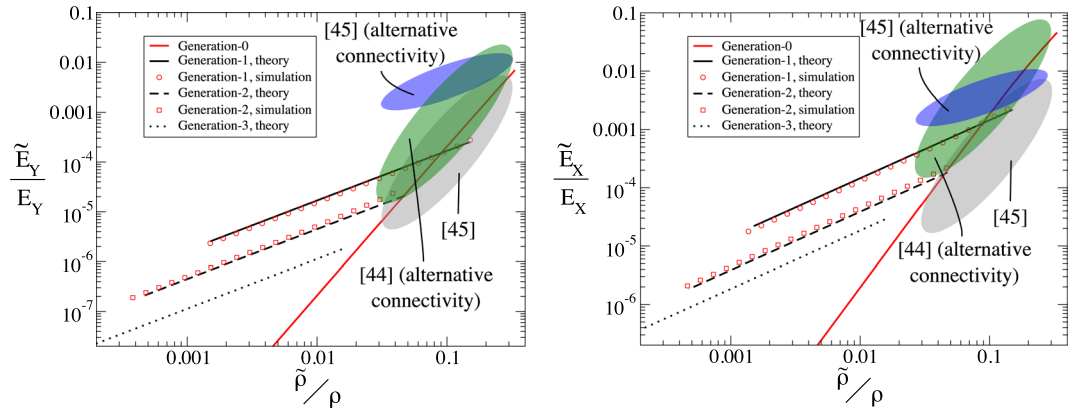 0.1
0.01
0.001
10^-4
10^-5
10^-6
10^-7
Ẽ_Y
E_Y
Generation-0
Generation-1, theory
Generation-1, simulation
Generation-2, theory
Generation-2, simulation
Generation-3, theory
[45] (alternative
connectivity)
[45]
[44] (alternative
connectivity)
0.001
0.01
0.1
ρ̃/ρ
0.1
0.01
0.001
10^-4
10^-5
10^-6
Ẽ_X
E_X
Generation-0
Generation-1, theory
Generation-1, simulation
Generation-2, theory
Generation-2, simulation
Generation-3, theory
[45] (alternative
connectivity)
[45]
[44] (alternative
connectivity)
0.001
0.01
0.1
ρ̃/ρ